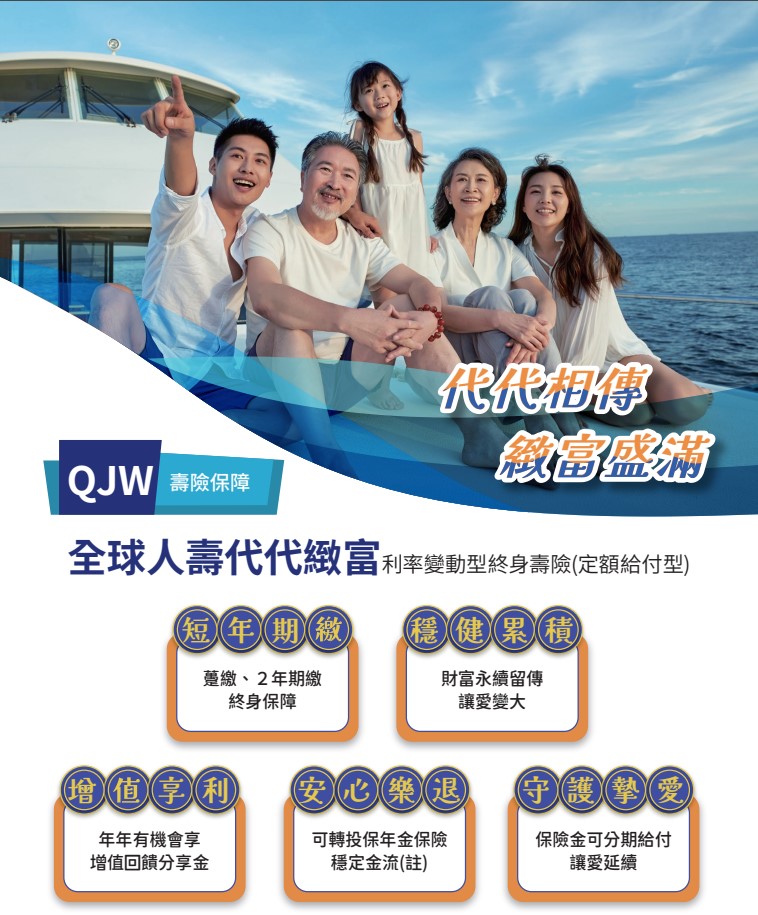 代代相傳
緻富盛滿
QJW 壽險保障
全球人壽代代緻富利率變動型終身壽險(定額給付型)
短年期繳
躉繳、２年期繳
終身保障
穩健累積
財富永續留傳
讓愛變大
增值享利
年年有機會享
增值回饋分享金
安心樂退
可轉投保年金保險
穩定金流(註)
守護摯愛
保險金可分期給付
讓愛延續